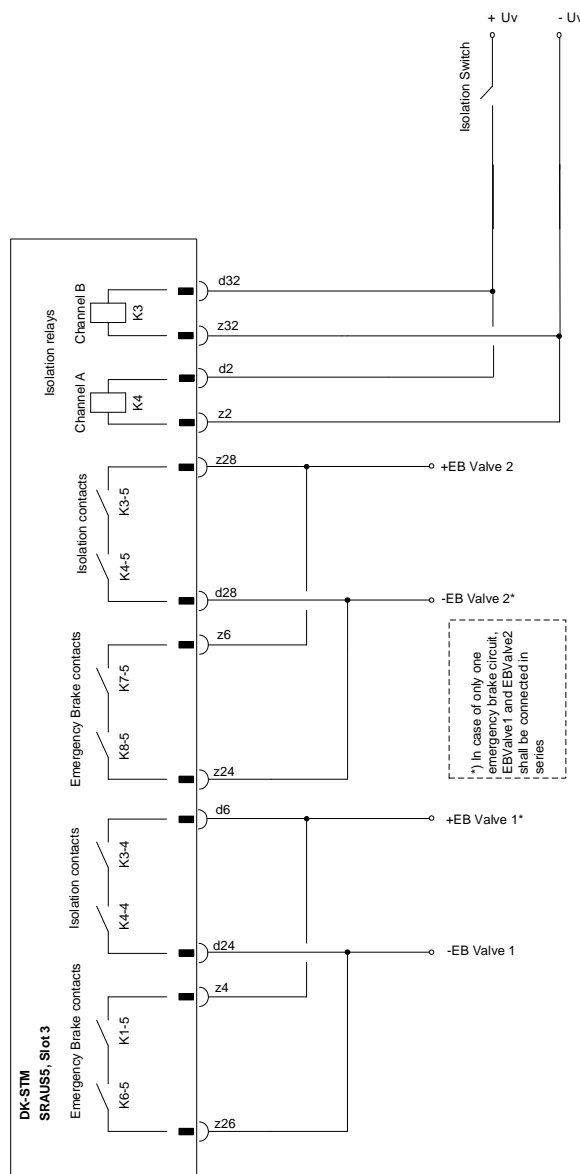 + Uv
- Uv
Isolation Switch
Isolation relays
Channel B
K3
d32
z32
Channel A
K4
d2
z2
Isolation contacts
K3-5
K4-5
z28
+EB Valve 2
d28
-EB Valve 2*
Emergency Brake contacts
K7-5
K8-5
z6
z24
*) In case of only one
emergency brake circuit,
EBValve1 and EBValve2
shall be connected in
series
Isolation contacts
K3-4
K4-4
d6
+EB Valve 1*
d24
-EB Valve 1
Emergency Brake contacts
K1-5
K6-5
z4
z26
DK-STM
SRAUS5, Slot 3